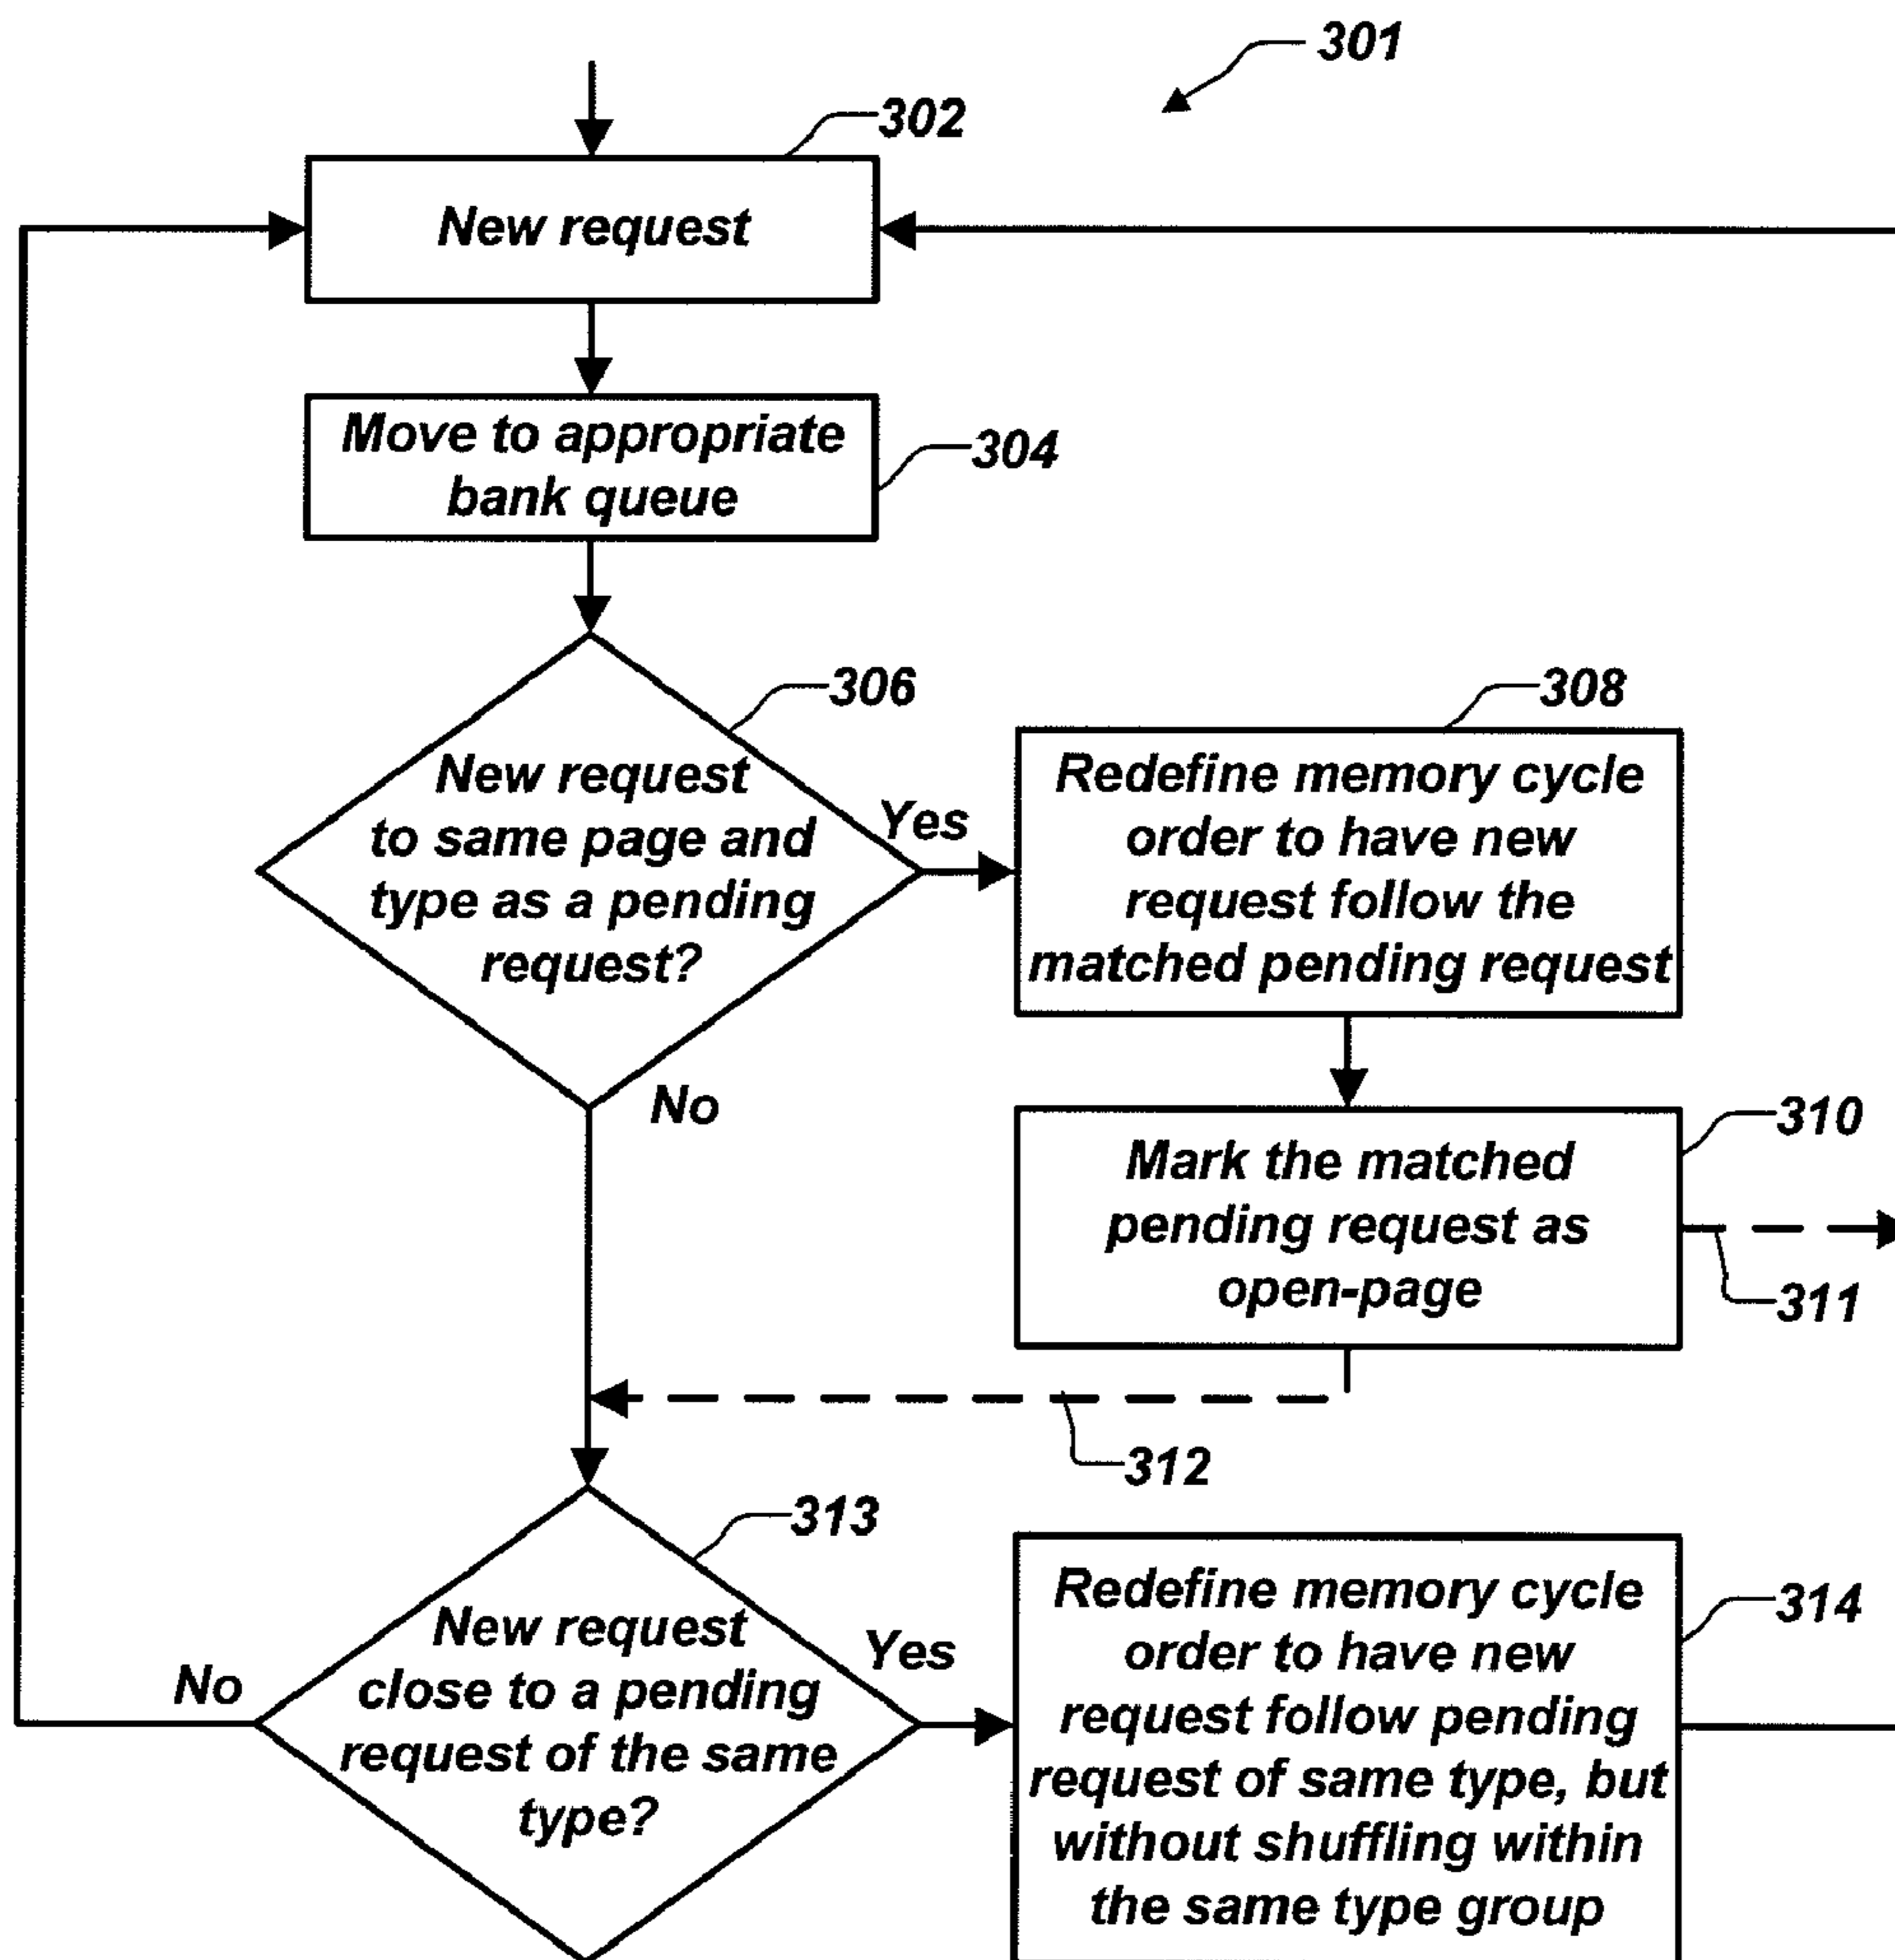 301
302
New request
Move to appropriate
bank queue
304
306
New request
to same page and
type as a pending
request?
Yes
No
308
Redefine memory cycle
order to have new
request follow the
matched pending request
310
Mark the matched
pending request as
open-page
311
312
313
New request
close to a pending
request of the same
type?
No
Yes
314
Redefine memory cycle
order to have new
request follow pending
request of same type, but
without shuffling within
the same type group